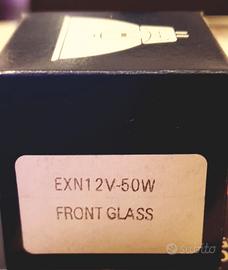 EXN12V-50W
FRONT GLASS
subito